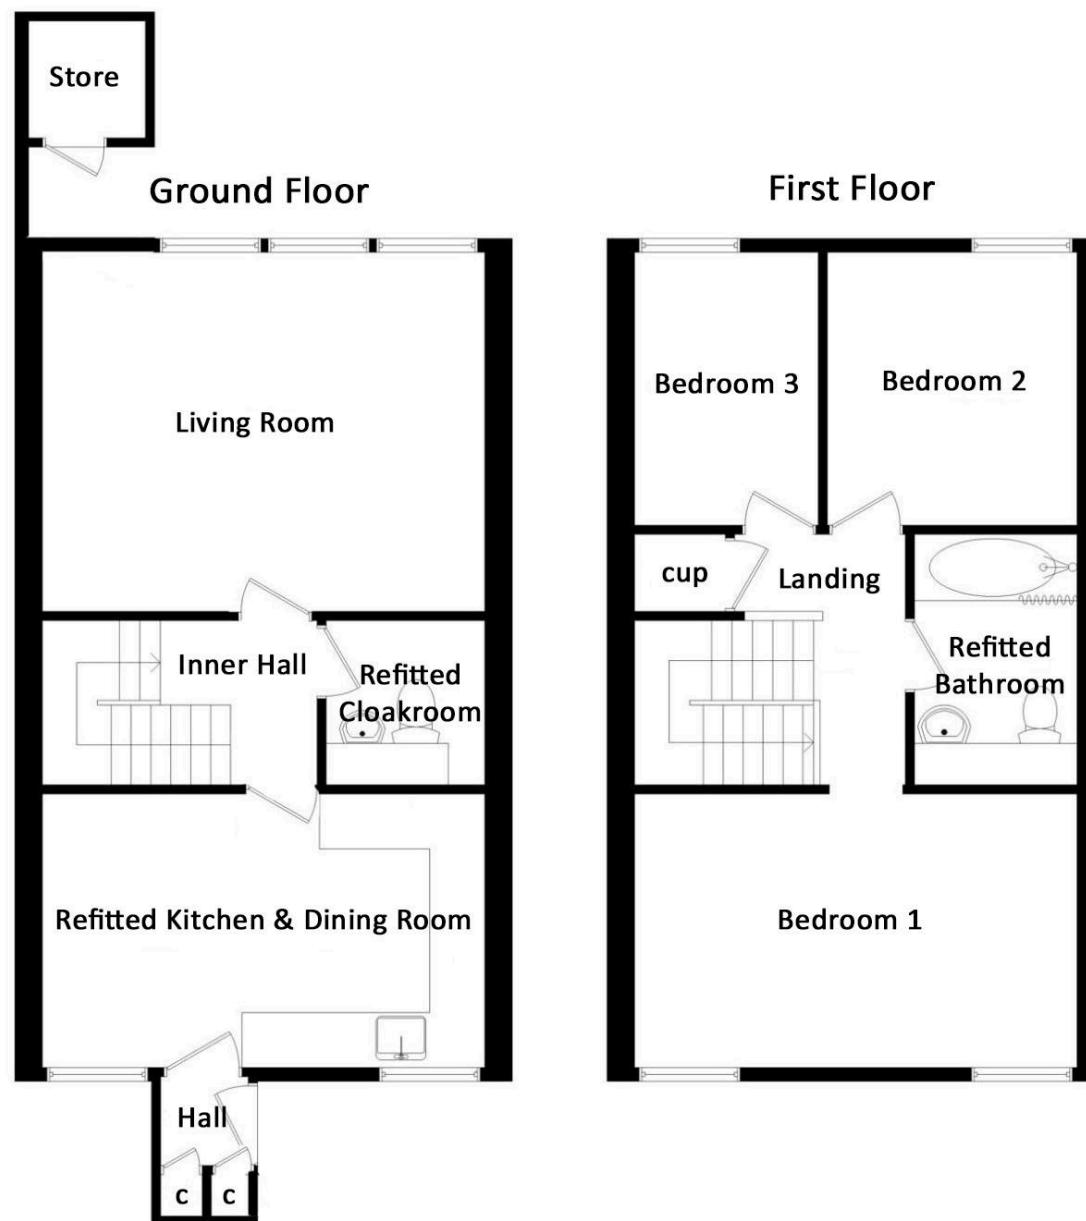 Store
Ground Floor
Living Room
Inner Hall
Refitted
Cloakroom
Refitted Kitchen & Dining Room
Hall
c
c
First Floor
Bedroom 3
Bedroom 2
cup
Landing
Refitted
Bathroom
Bedroom 1